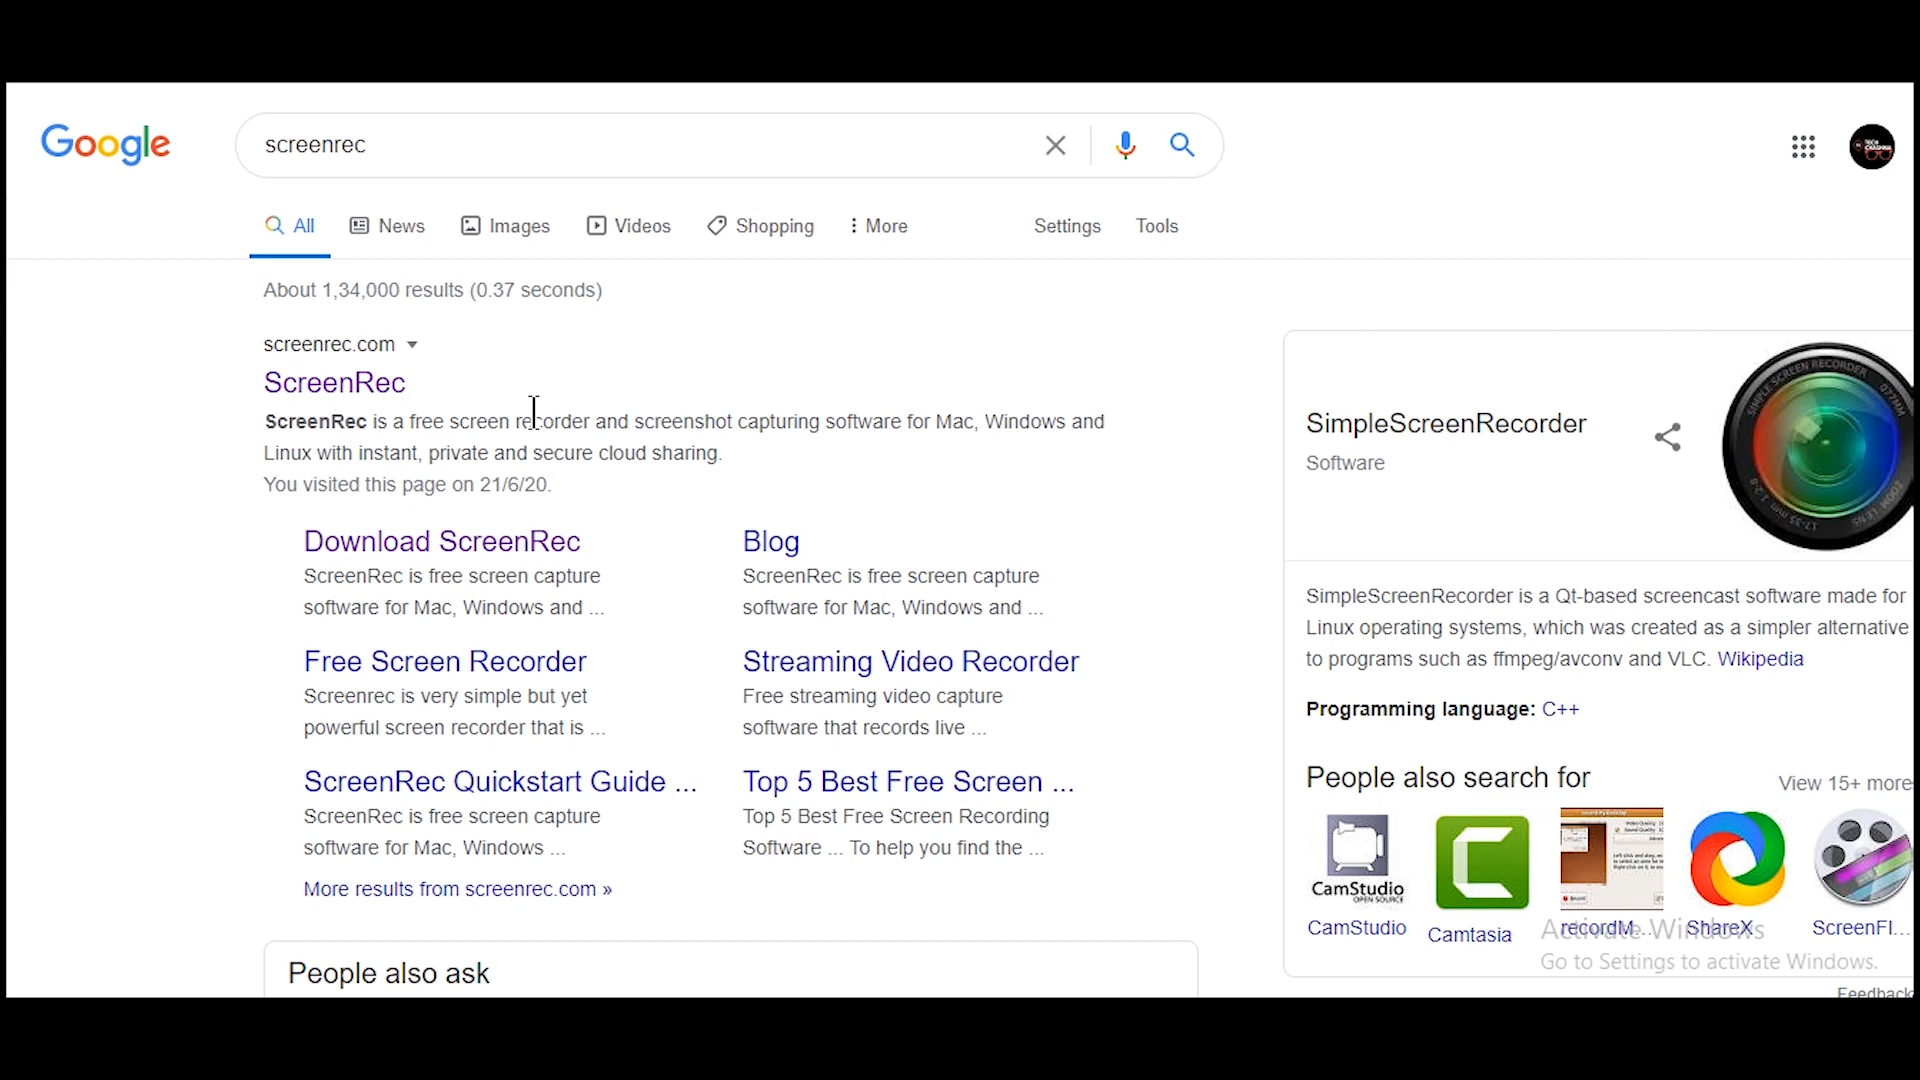 Google
screenrec
All
News
Images
Videos
Shopping
More
Settings
Tools
About 1,34,000 results (0.37 seconds)
screenrec.com
ScreenRec
ScreenRec is a free screen recorder and screenshot capturing software for Mac, Windows and
Linux with instant, private and secure cloud sharing.
You visited this page on 21/6/20.
Download ScreenRec
ScreenRec is free screen capture
software for Mac, Windows and ...
Blog
ScreenRec is free screen capture
software for Mac, Windows and ...
Free Screen Recorder
Screenrec is very simple but yet
powerful screen recorder that is ...
Streaming Video Recorder
Free streaming video capture
software that records live ...
ScreenRec Quickstart Guide ...
ScreenRec is free screen capture
software for Mac, Windows ...
Top 5 Best Free Screen ...
Top 5 Best Free Screen Recording
Software ... To help you find the ...
More results from screenrec.com »
People also ask
SimpleScreenRecorder
Software
SIMPLE SCREEN RECORDER
SimpleScreenRecorder is a Qt-based screencast software made for
Linux operating systems, which was created as a simpler alternative
to programs such as ffmpeg/avconv and VLC. Wikipedia
Programming language: C++
People also search for
View 15+ more
CamStudio
OPEN SOURCE
CamStudio
Camtasia
recordM...
ShareX
ScreenFl...
Activate Windows
Go to Settings to activate Windows.
Feedback